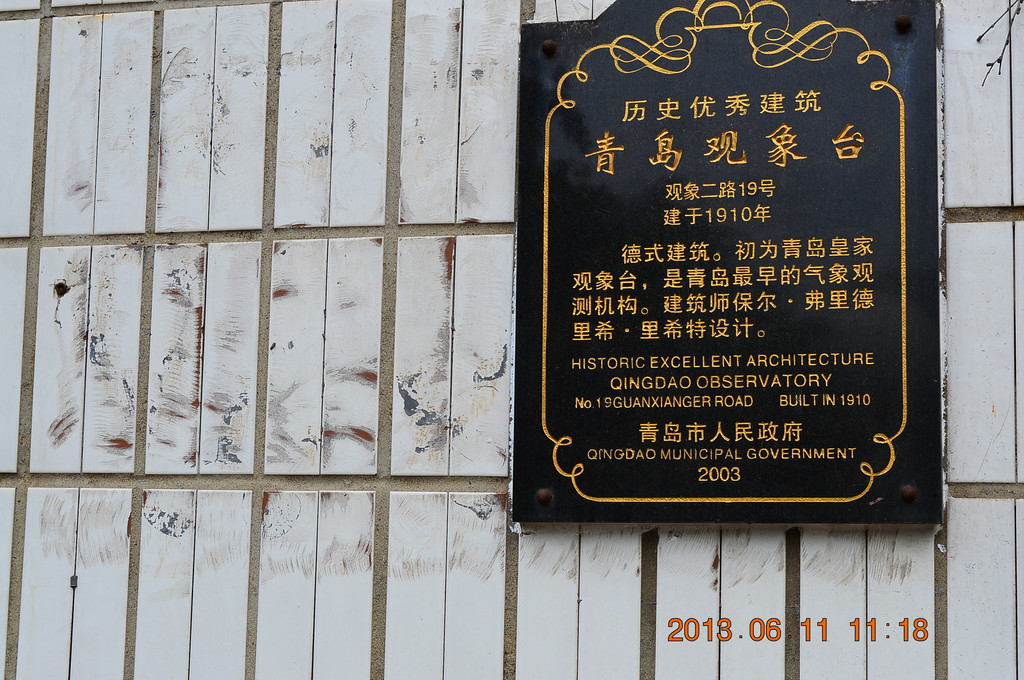 历史优秀建筑
青岛观象台
观象二路19号
建于1910年
德式建筑。初为青岛皇家
观象台，是青岛最早的气象观
测机构。建筑师保尔·弗里德
里希·里希特设计。
HISTORIC EXCELLENT ARCHITECTURE
QINGDAO OBSERVATORY
No.19GUANXIANGER ROAD BUILT IN 1910
青岛市人民政府
QINGDAO MUNICIPAL GOVERNMENT
2003
2013.06.11 11:18